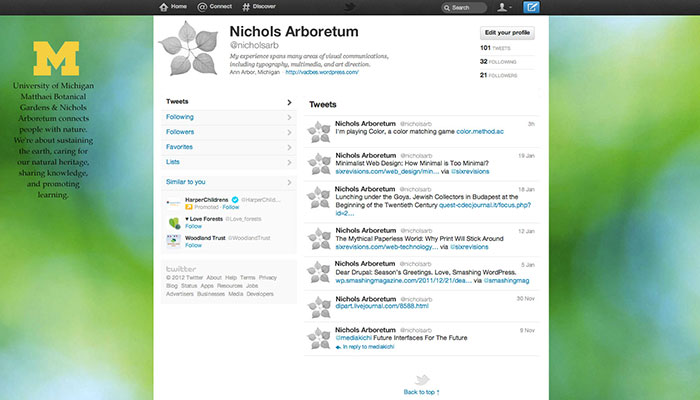 Home Connect Discover Search
M
University of Michigan
Matthaei Botanical
Gardens & Nichols
Arboretum connects
people with nature.
We're about sustaining
the earth, caring for
our natural heritage,
sharing knowledge,
and promoting
learning.
Nichols Arboretum
@nicholsarb
My experience spans many areas of visual communications,
including typography, multimedia, and art direction.
Ann Arbor, Michigan · http://vacbes.wordpress.com/
Edit your profile
101 TWEETS
32 FOLLOWING
21 FOLLOWERS
Tweets
Following
Followers
Favorites
Lists
Similar to you
HarperChildrens @HarperChild...
Promoted · Follow
♥ Love Forests @Love_forests
Follow
Woodland Trust @WoodlandTrust
Follow
twitter
© 2012 Twitter About Help Terms Privacy
Blog Status Apps Resources Jobs
Advertisers Businesses Media Developers
Tweets
Nichols Arboretum @nicholsarb 3h
I'm playing Color, a color matching game color.method.ac
Nichols Arboretum @nicholsarb 19 Jan
Minimalist Web Design: How Minimal is Too Minimal?
sixrevisions.com/web_design/min... via @sixrevisions
Nichols Arboretum @nicholsarb 18 Jan
Lunching under the Goya. Jewish Collectors in Budapest at the
Beginning of the Twentieth Century quest-cdecjournal.it/focus.php?
id=2...
Nichols Arboretum @nicholsarb 12 Jan
The Mythical Paperless World: Why Print Will Stick Around
sixrevisions.com/web-technology... via @sixrevisions
Nichols Arboretum @nicholsarb 5 Jan
Dear Drupal: Season's Greetings. Love, Smashing WordPress.
wp.smashingmagazine.com/2011/12/21/dea... via @smashingmag
Nichols Arboretum @nicholsarb 30 Nov
dipart.livejournal.com/8588.html
Nichols Arboretum @nicholsarb 9 Nov
@mediakichi Future Interfaces For The Future
In reply to mediakichi
Back to top ↑